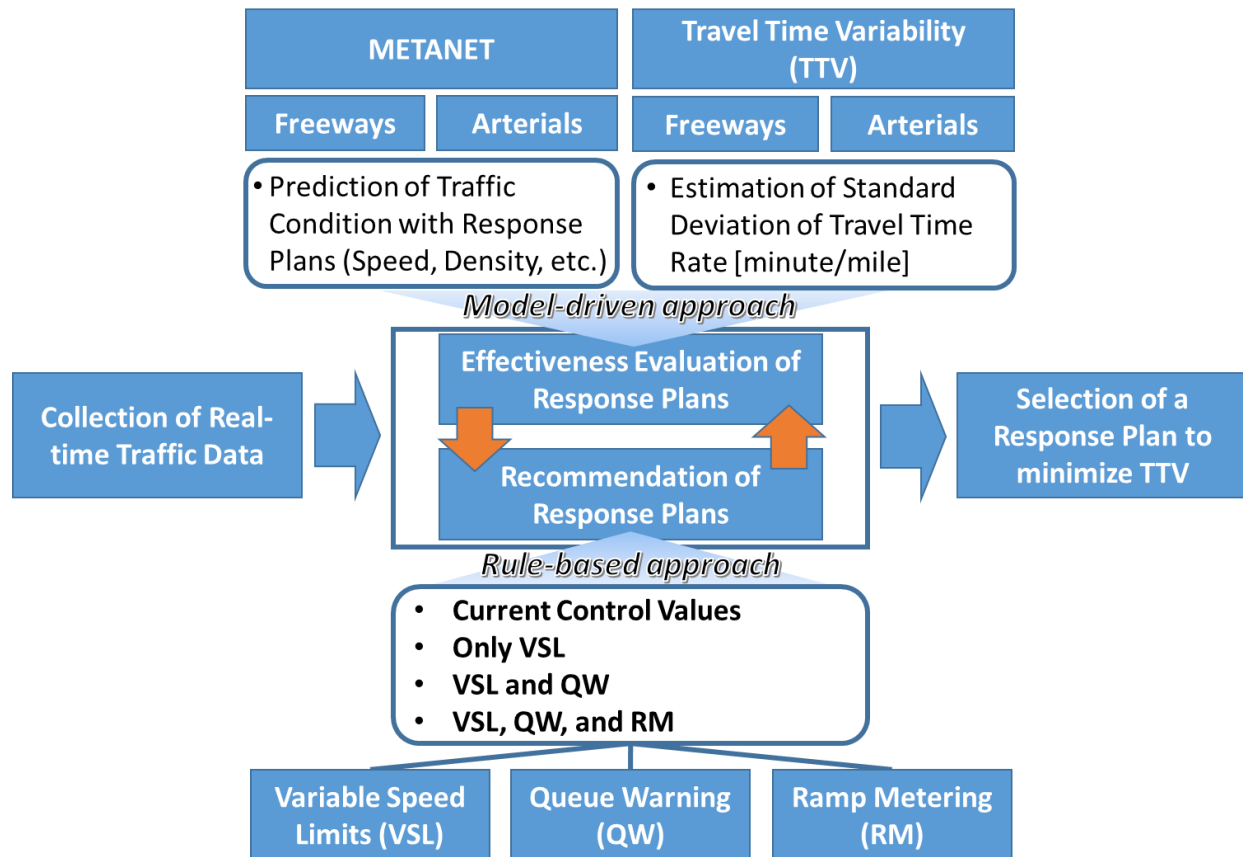 METANET
Travel Time Variability
(TTV)
Freeways
Arterials
Freeways
Arterials
• Prediction of Traffic
Condition with Response
Plans (Speed, Density, etc.)
• Estimation of Standard
Deviation of Travel Time
Rate [minute/mile]
Model-driven approach
Effectiveness Evaluation of
Response Plans
Collection of Real-
time Traffic Data
Selection of a
Response Plan to
minimize TTV
Recommendation of
Response Plans
Rule-based approach
• Current Control Values
• Only VSL
• VSL and QW
• VSL, QW, and RM
Variable Speed
Limits (VSL)
Queue Warning
(QW)
Ramp Metering
(RM)